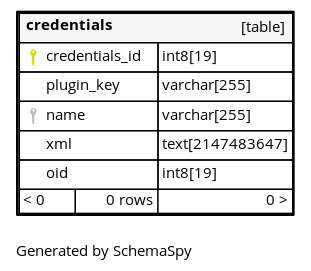 credentials [table]
credentials_id int8[19]
plugin_key varchar[255]
name varchar[255]
xml text[2147483647]
oid int8[19]
< 0 0 rows 0 >
Generated by SchemaSpy